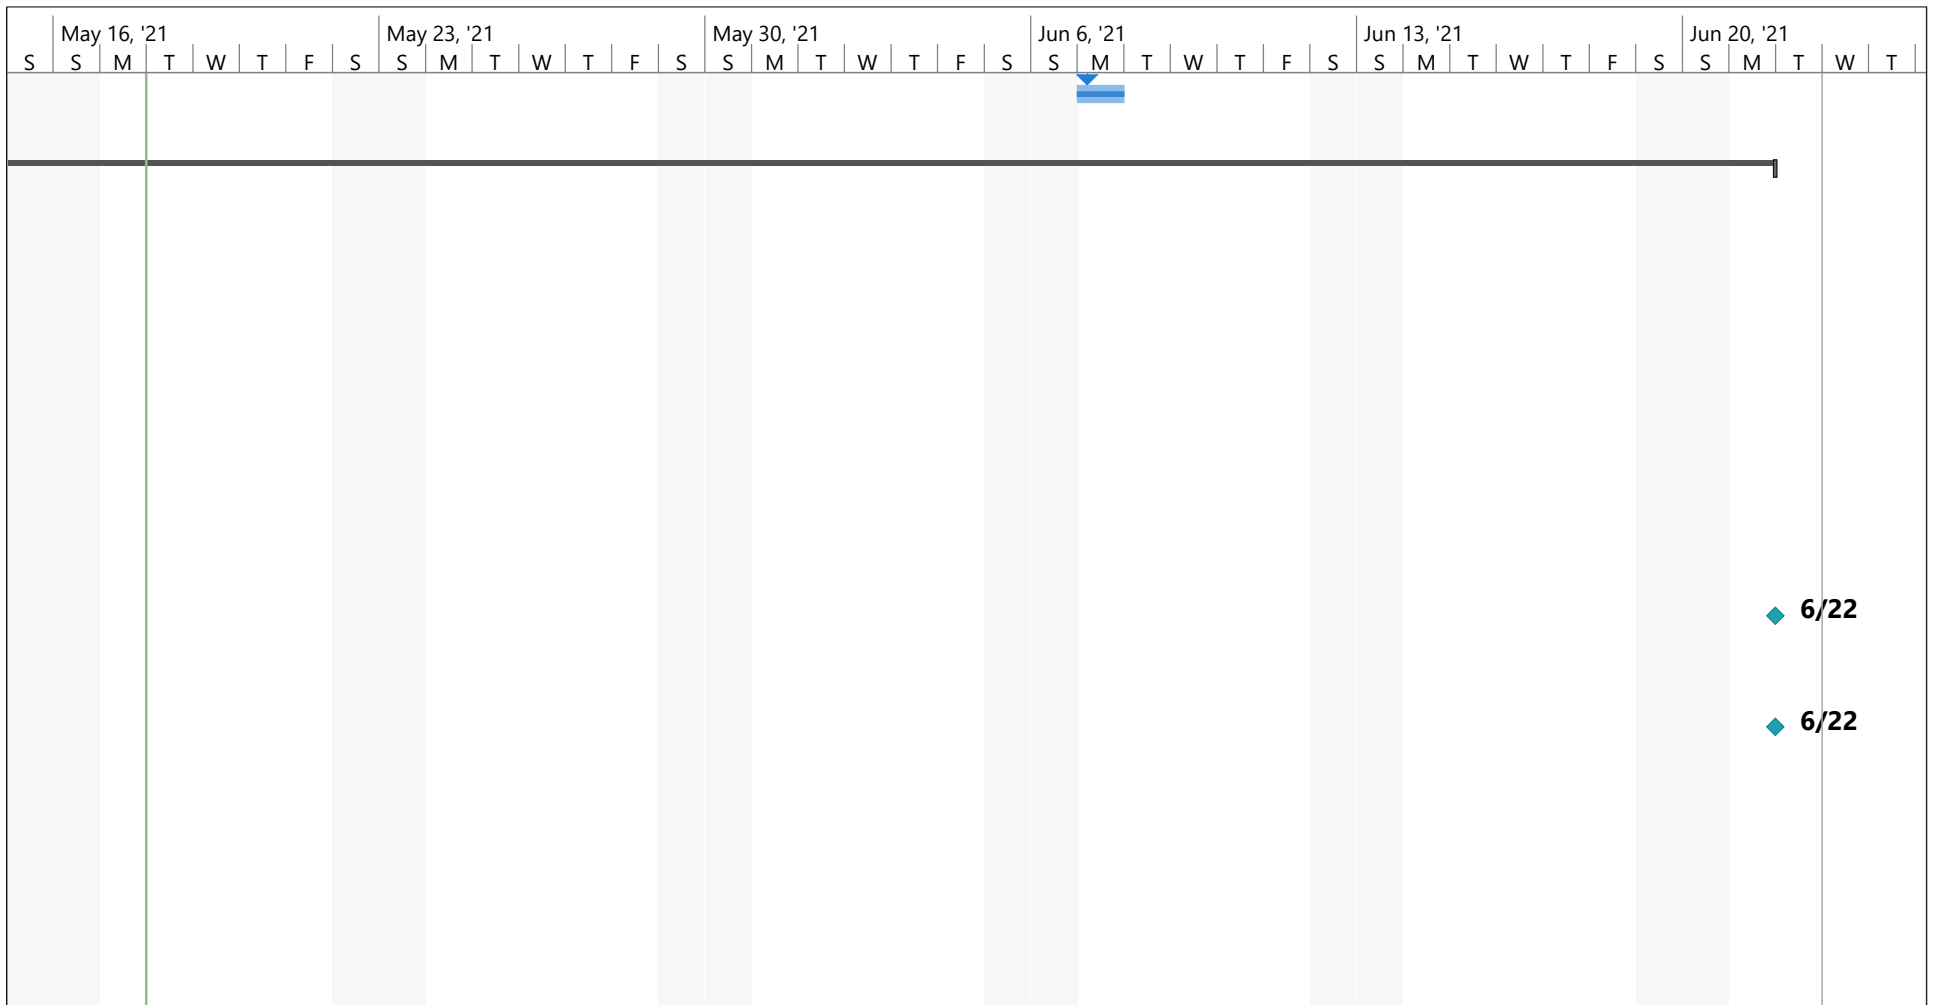 May 16, '21 May 23, '21 May 30, '21 Jun 6, '21 Jun 13, '21 Jun 20, '21
S S M T W T F S S M T W T F S S M T W T F S S M T W T F S S M T W T F S S M T W T
6/22
6/22